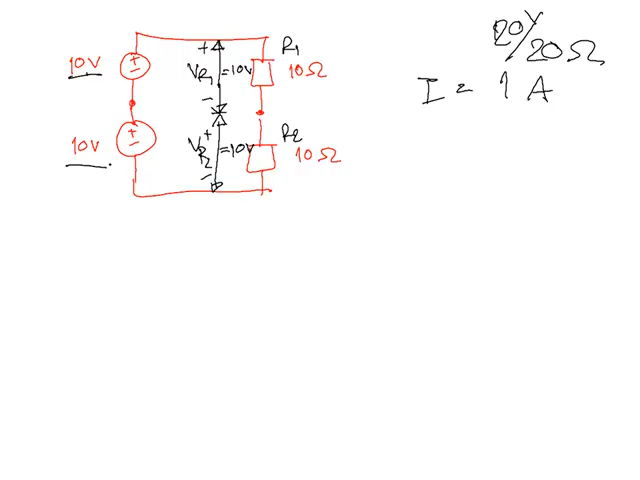 20V/20Ω
I = 1 A
10V
+
−
+
VR1 =10V
−
R1
10Ω
10V
+
−
+
VR2 =10V
−
R2
10Ω